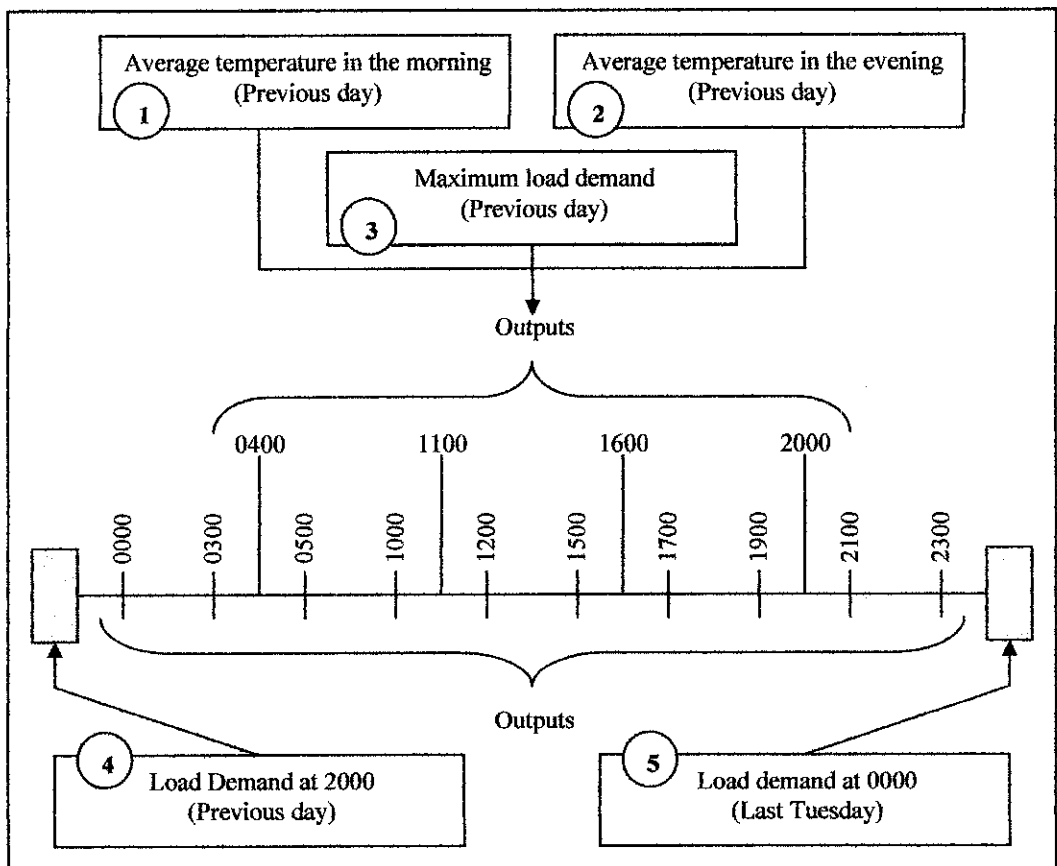 Average temperature in the morning
(Previous day)
1
Average temperature in the evening
(Previous day)
2
Maximum load demand
(Previous day)
3
Outputs
0400
1100
1600
2000
0000
0300
0500
1000
1200
1500
1700
1900
2100
2300
Outputs
4
Load Demand at 2000
(Previous day)
5
Load demand at 0000
(Last Tuesday)